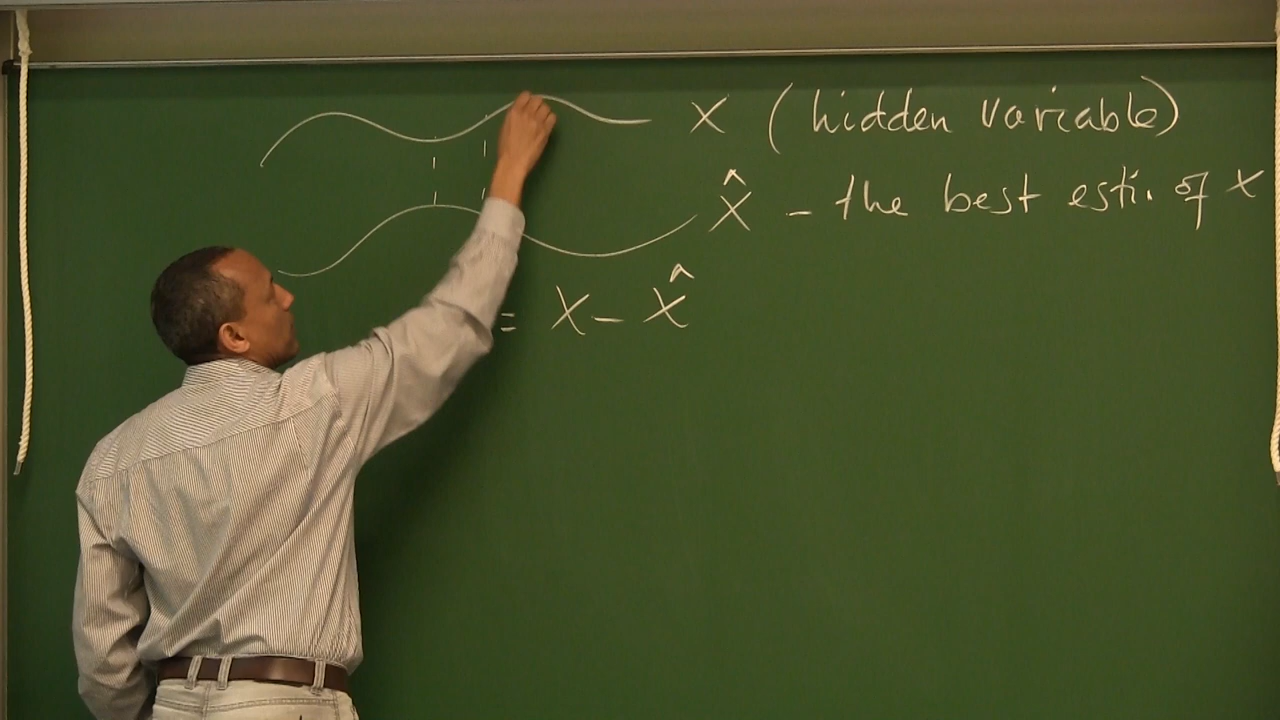 X (hidden variable)
X̂ - the best esti. of x
= X - X̂